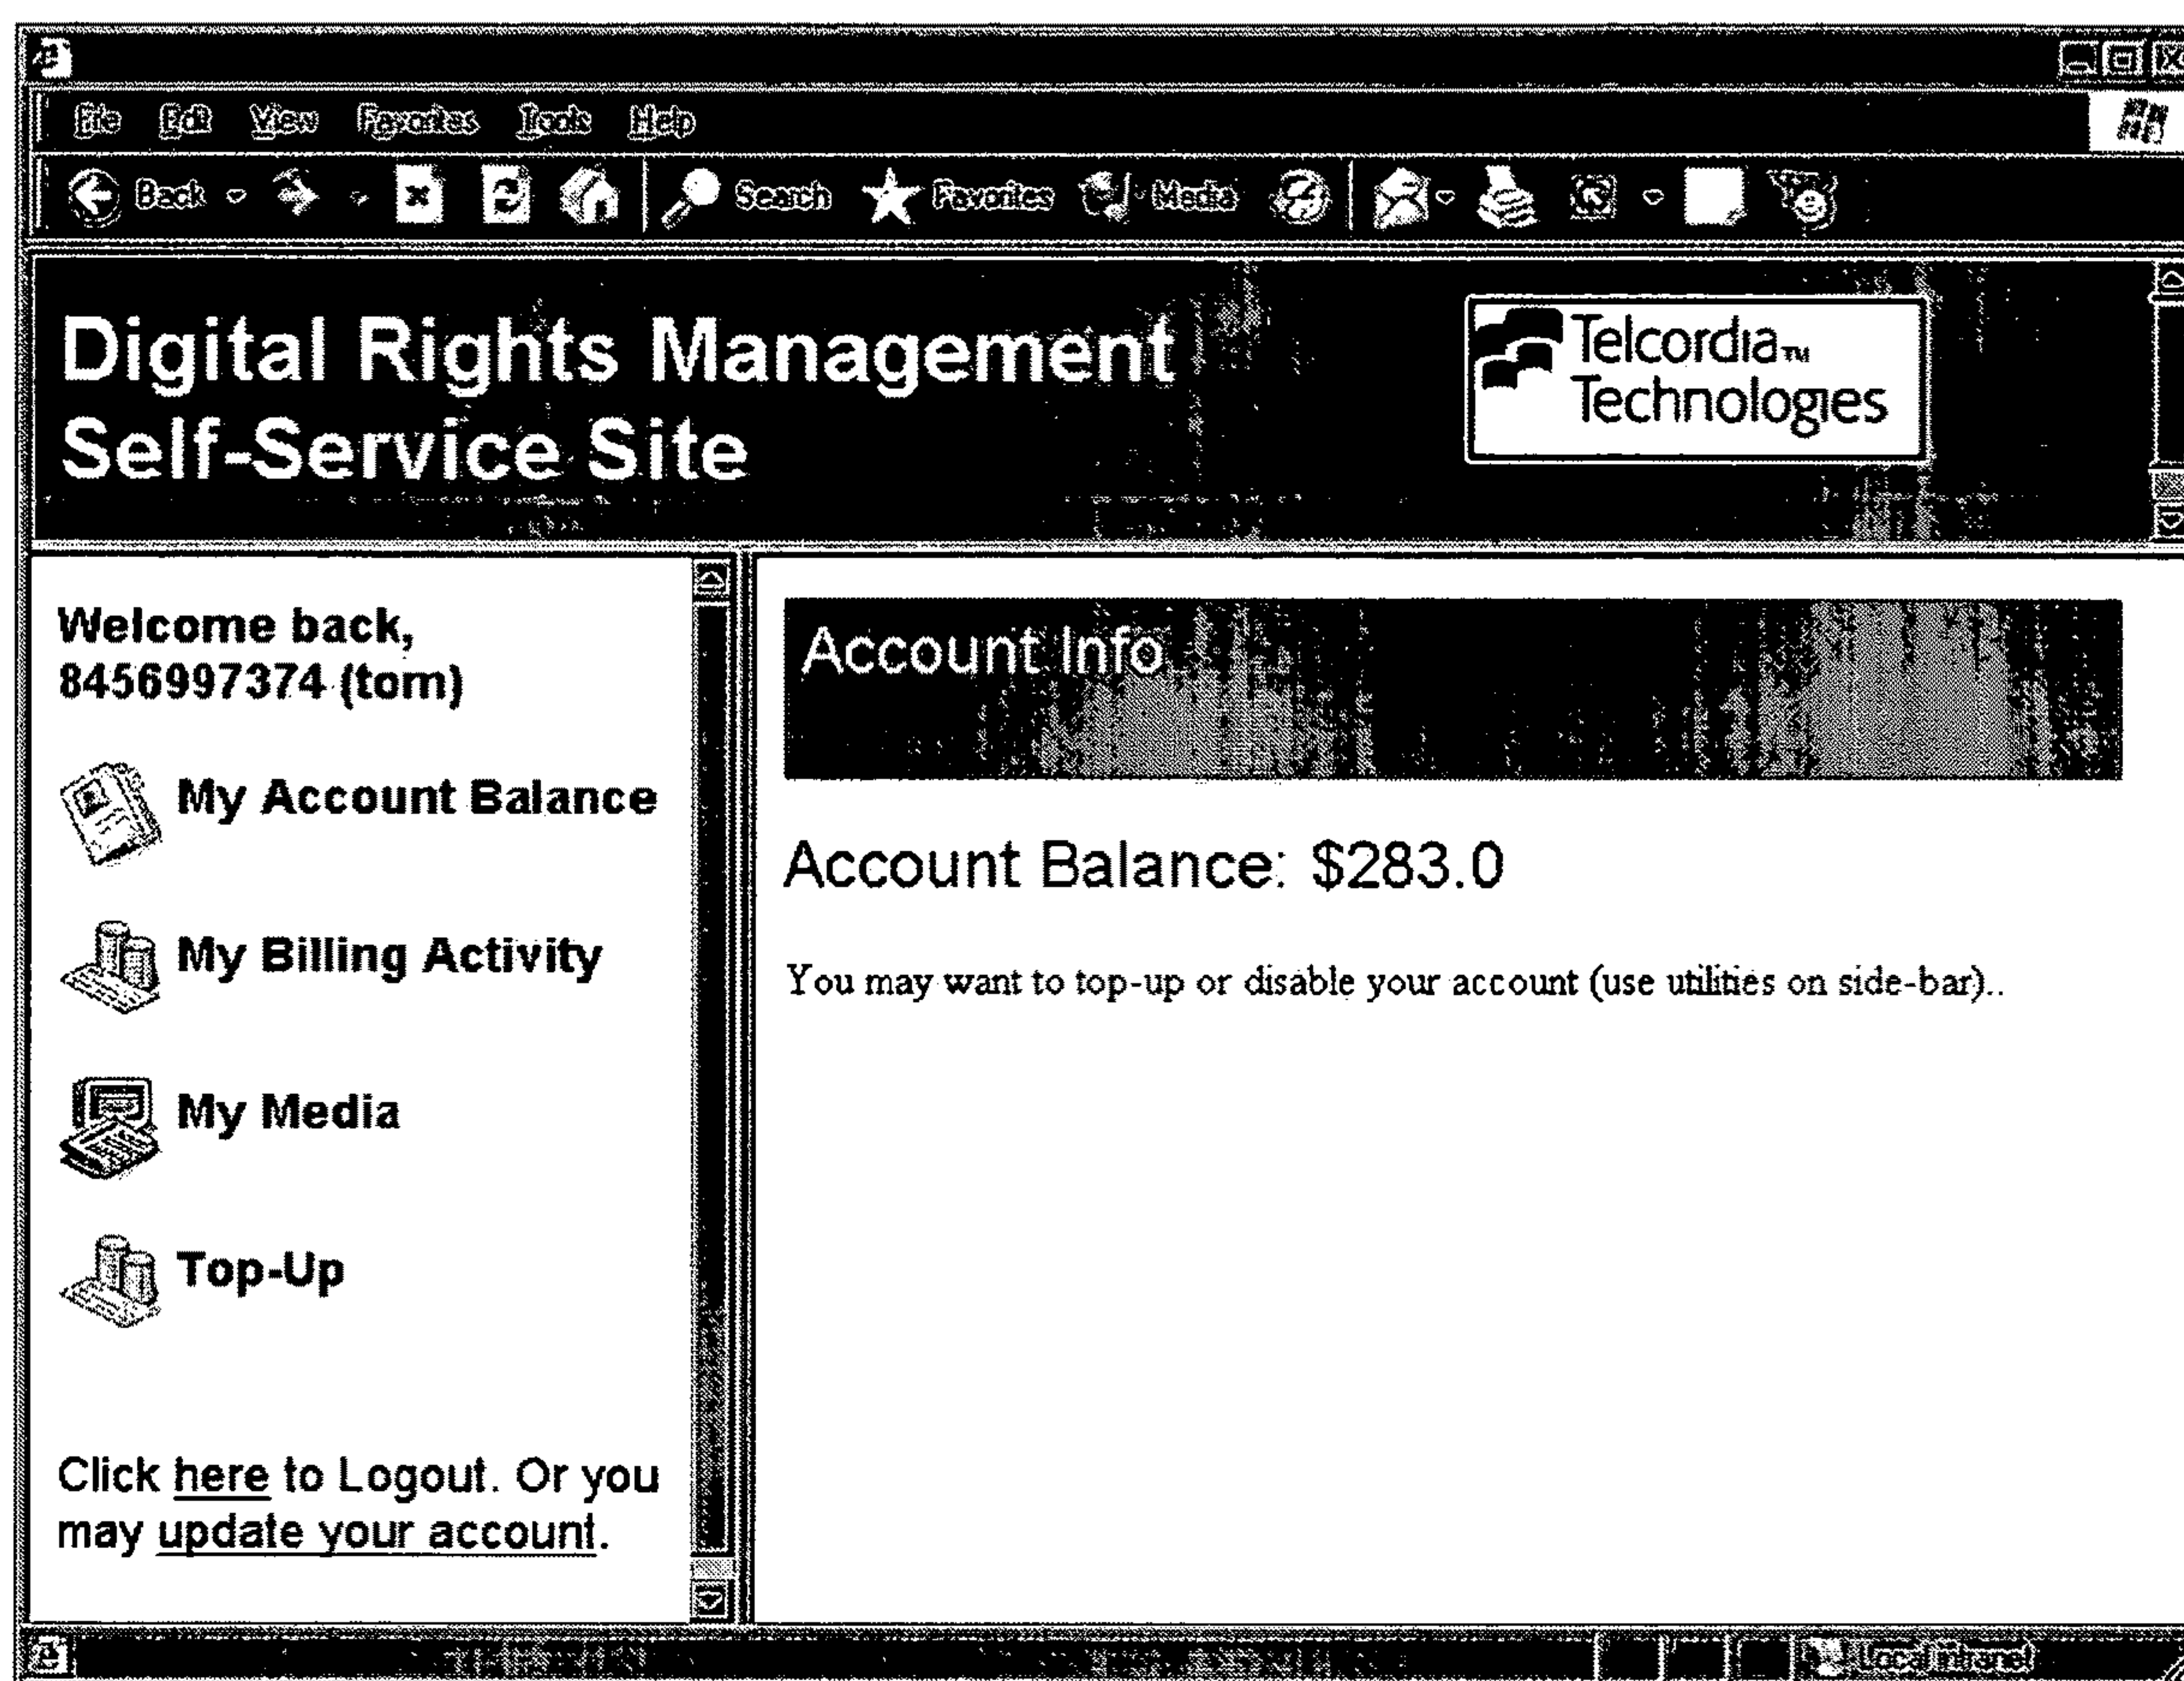 File Edit View Favorites Tools Help
Back Search Favorites Media
Digital Rights Management
Self-Service Site
Telcordia™
Technologies
Welcome back,
8456997374 (tom)
My Account Balance
My Billing Activity
My Media
Top-Up
Click here to Logout. Or you
may update your account.
Account Info
Account Balance: $283.0
You may want to top-up or disable your account (use utilities on side-bar)..
Local intranet